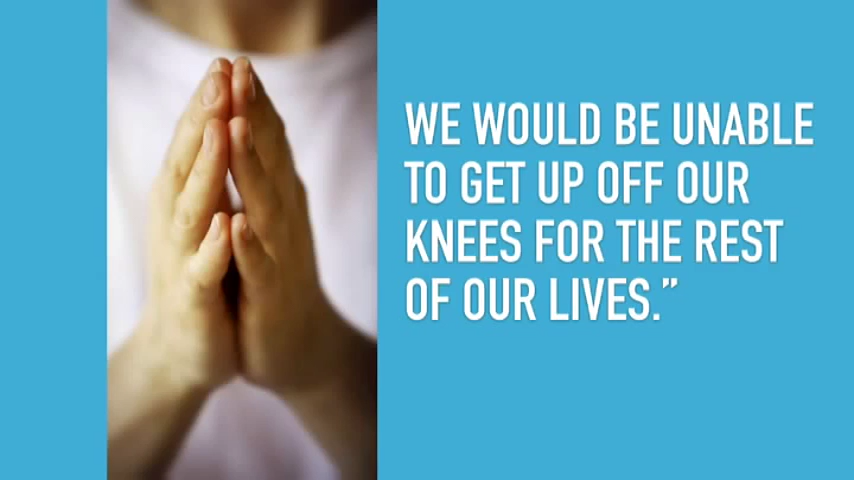 WE WOULD BE UNABLE
TO GET UP OFF OUR
KNEES FOR THE REST
OF OUR LIVES.”